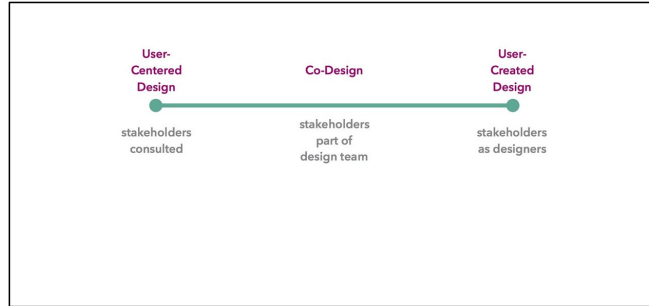 User-
Centered
Design
Co-Design
User-
Created
Design
stakeholders
consulted
stakeholders
part of
design team
stakeholders
as designers